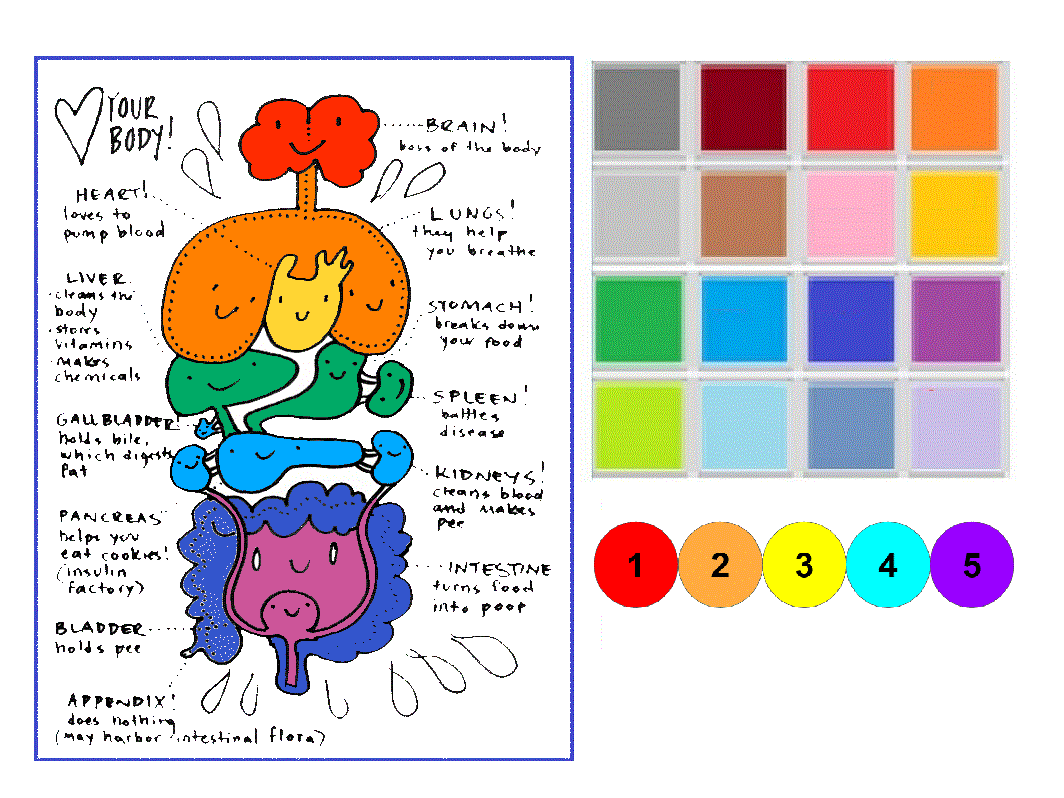 YOUR
BODY!
BRAIN!
boss of the body
HEART!
loves to
pump blood
LUNGS!
they help
you breathe
LIVER
cleans the
body
stores
vitamins
makes
chemicals
STOMACH!
breaks down
your food
SPLEEN!
battles
disease
GALLBLADDER!
holds bile,
which digests
fat
KIDNEYS!
cleans blood
and makes
pee
PANCREAS
helps you
eat cookies!
(insulin
factory)
INTESTINE
turns food
into poop
BLADDER
holds pee
APPENDIX!
does nothing
(may harbor intestinal flora)
1 2 3 4 5